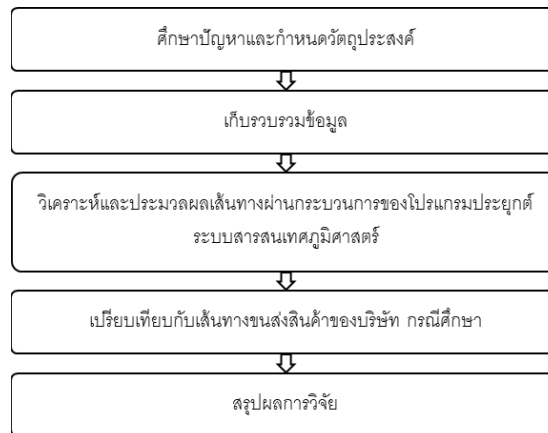 ศึกษาปัญหาและกำหนดวัตถุประสงค์
เก็บรวบรวมข้อมูล
วิเคราะห์และประมวลผลเส้นทางผ่านกระบวนการของโปรแกรมประยุกต์
ระบบสารสนเทศภูมิศาสตร์
เปรียบเทียบกับเส้นทางขนส่งสินค้าของบริษัท กรณีศึกษา
สรุปผลการวิจัย